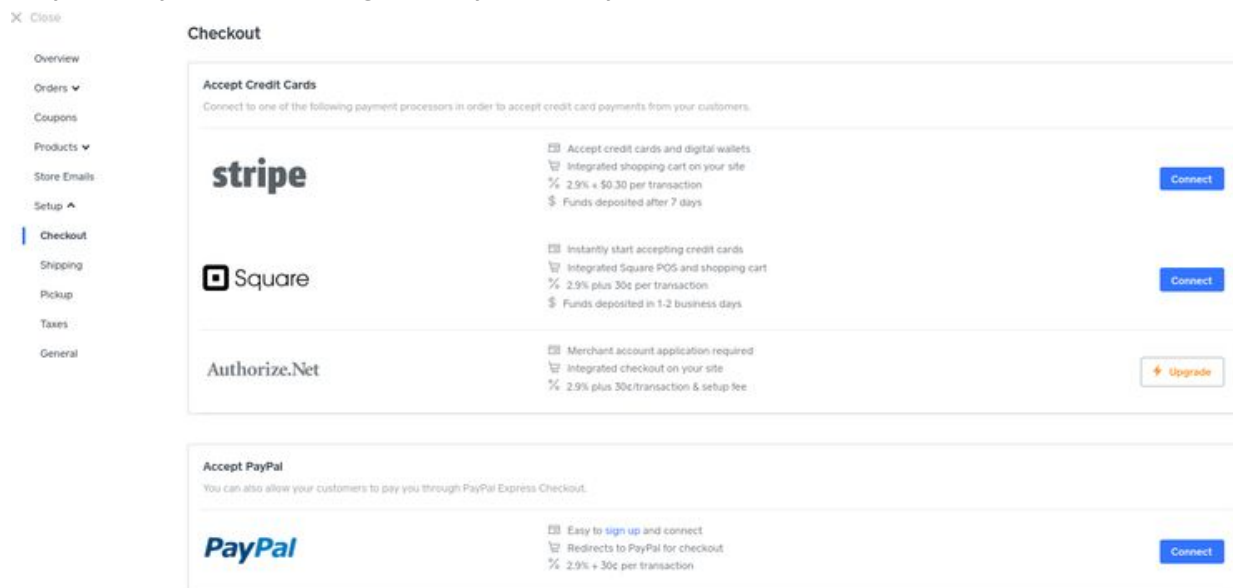 Close
Checkout
Overview
Orders
Coupons
Products
Store Emails
Setup
Checkout
Shipping
Pickup
Taxes
General
Accept Credit Cards
Connect to one of the following payment processors in order to accept credit card payments from your customers.
stripe
Accept credit cards and digital wallets
Integrated shopping cart on your site
2.9% + $0.30 per transaction
$ Funds deposited after 7 days
Connect
Square
Instantly start accepting credit cards
Integrated Square POS and shopping cart
% 2.9% plus 30¢ per transaction
$ Funds deposited in 1-2 business days
Connect
Authorize.Net
Merchant account application required
Integrated checkout on your site
% 2.9% plus 30¢/transaction & setup fee
Upgrade
Accept PayPal
You can also allow your customers to pay you through PayPal Express Checkout.
PayPal
Easy to sign up and connect
Redirects to PayPal for checkout
% 2.9% + 30¢ per transaction
Connect